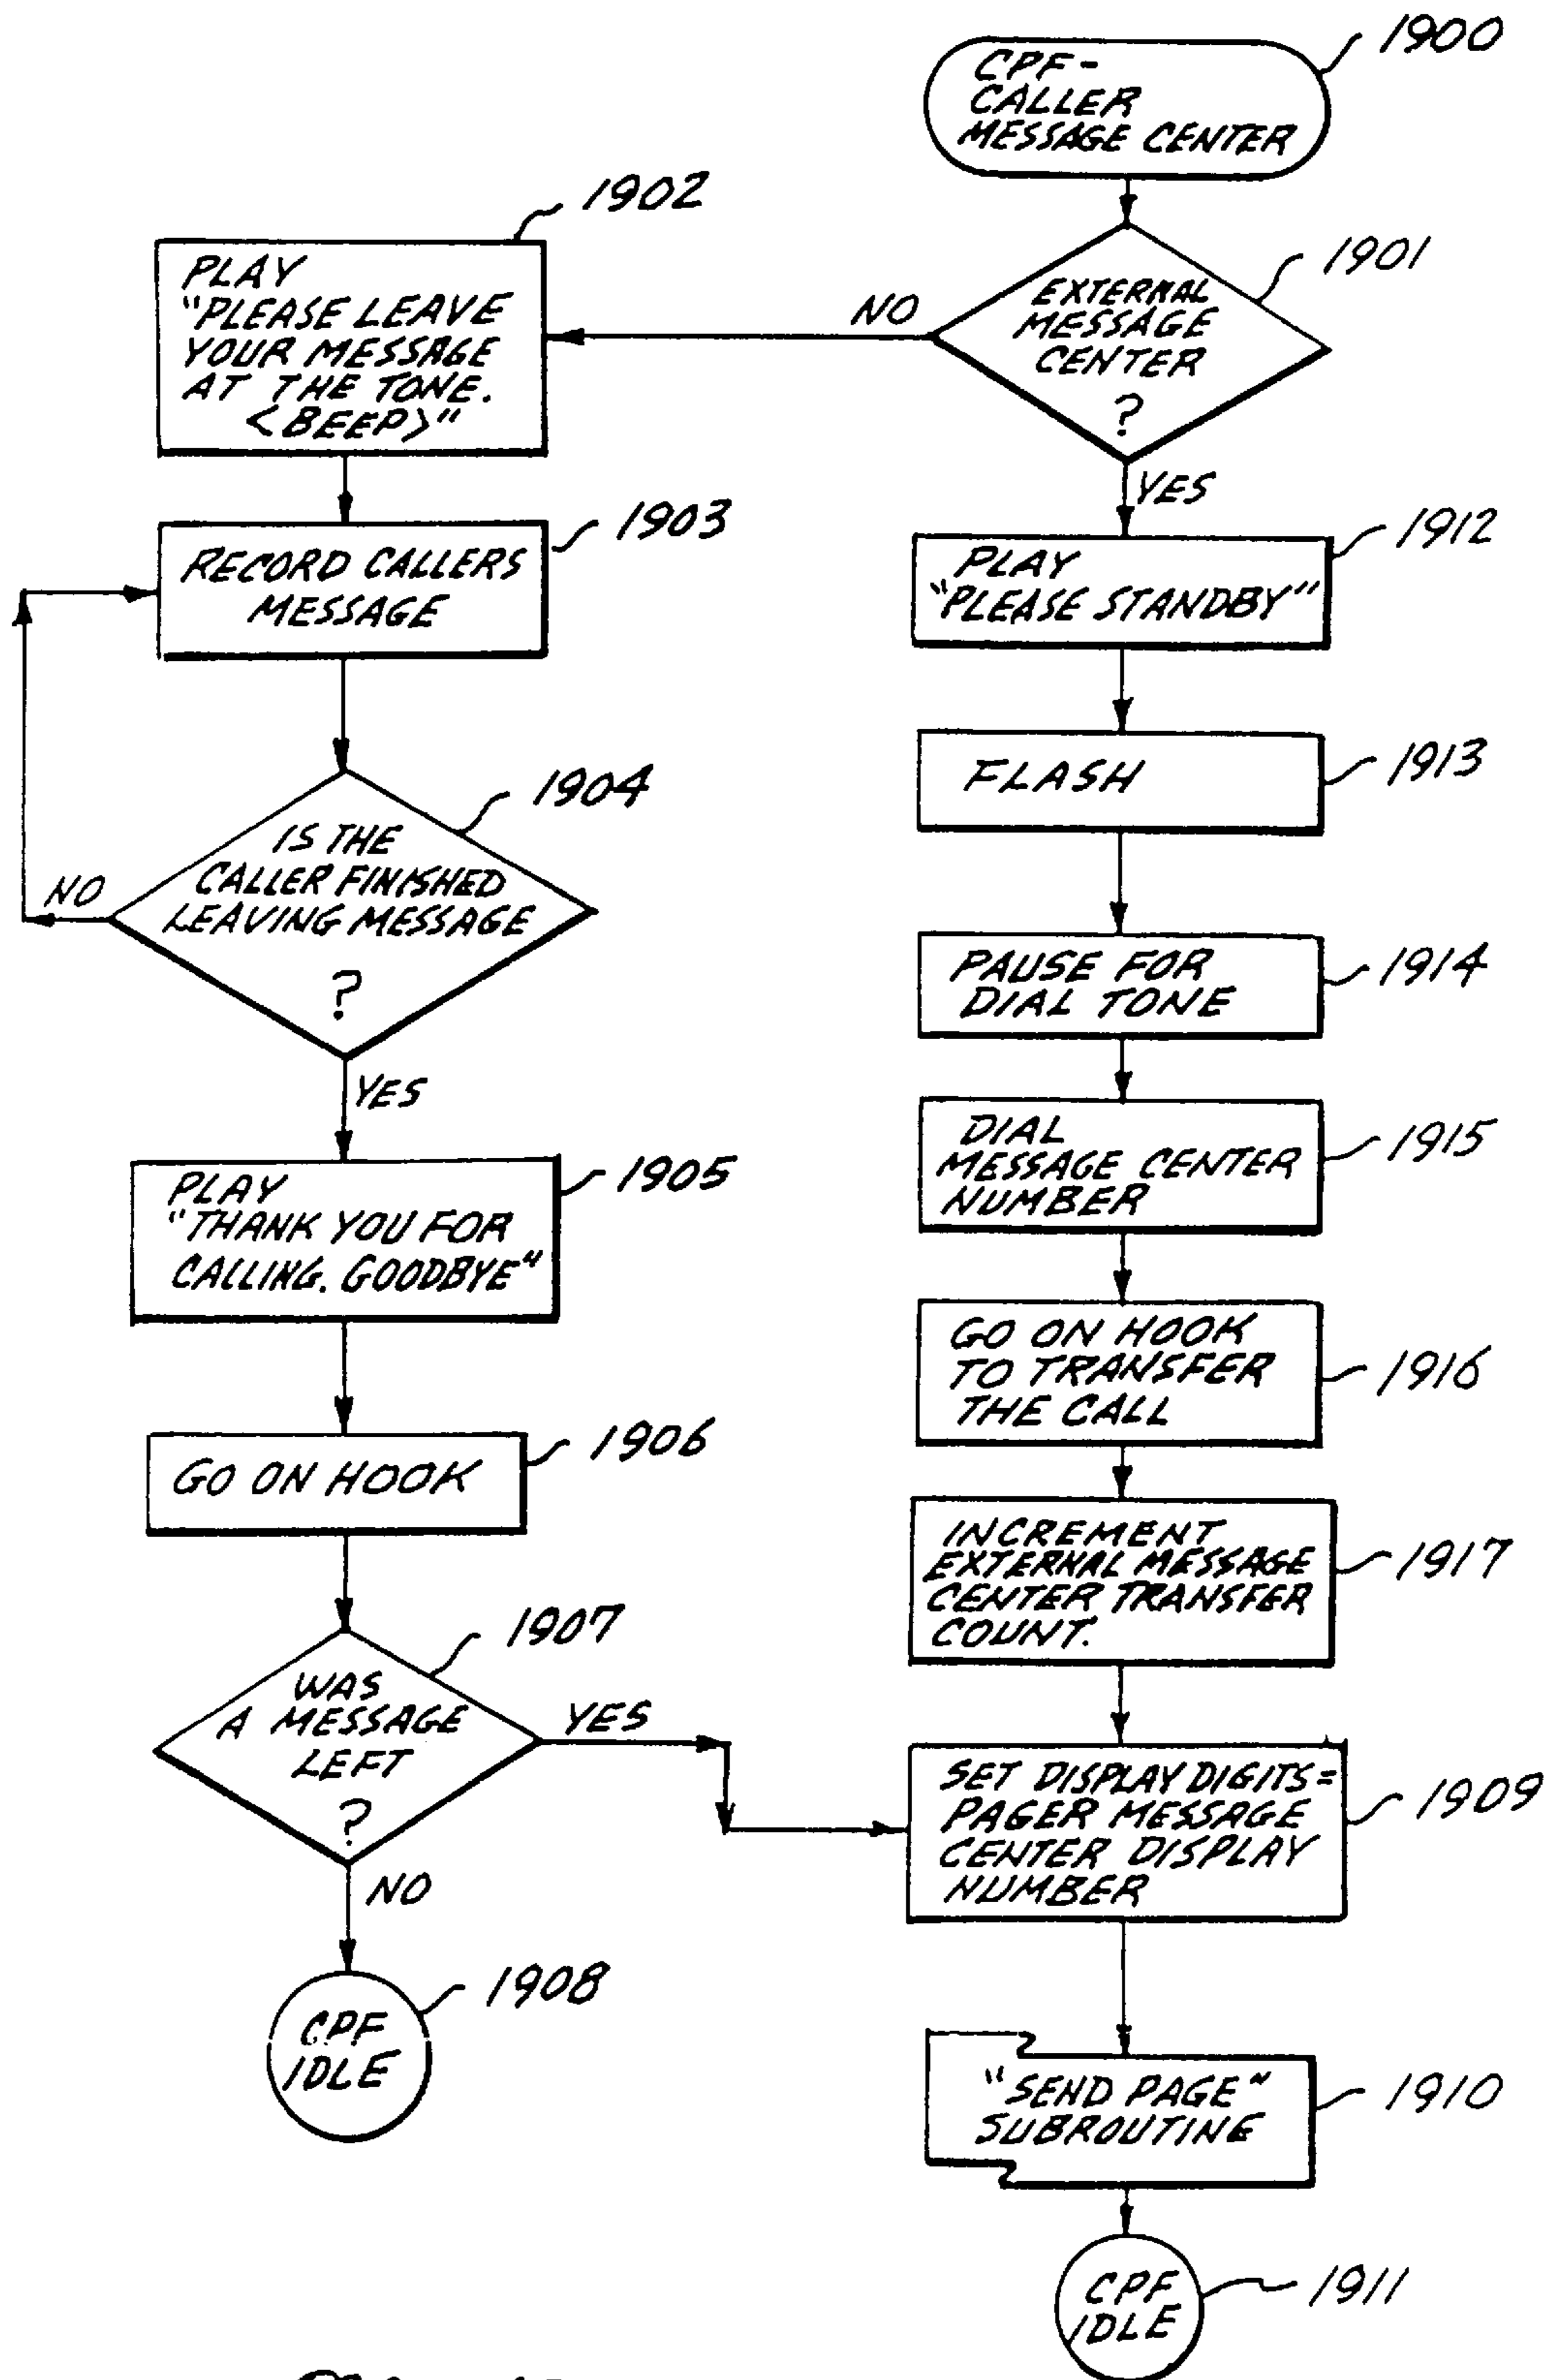 1900
CPF-
CALLER
MESSAGE CENTER
1901
EXTERNAL
MESSAGE
CENTER
?
NO
YES
1902
PLAY
"PLEASE LEAVE
YOUR MESSAGE
AT THE TONE.
<BEEP>"
1903
RECORD CALLERS
MESSAGE
1904
IS THE
CALLER FINISHED
LEAVING MESSAGE
?
NO
YES
1905
PLAY
"THANK YOU FOR
CALLING. GOODBYE"
1906
GO ON HOOK
1907
WAS
A MESSAGE
LEFT
?
YES
NO
1908
CPF
IDLE
1912
PLAY
"PLEASE STANDBY"
1913
FLASH
1914
PAUSE FOR
DIAL TONE
1915
DIAL
MESSAGE CENTER
NUMBER
1916
GO ON HOOK
TO TRANSFER
THE CALL
1917
INCREMENT
EXTERNAL MESSAGE
CENTER TRANSFER
COUNT.
1909
SET DISPLAY DIGITS=
PAGER MESSAGE
CENTER DISPLAY
NUMBER
1910
"SEND PAGE"
SUBROUTINE
1911
CPF
IDLE